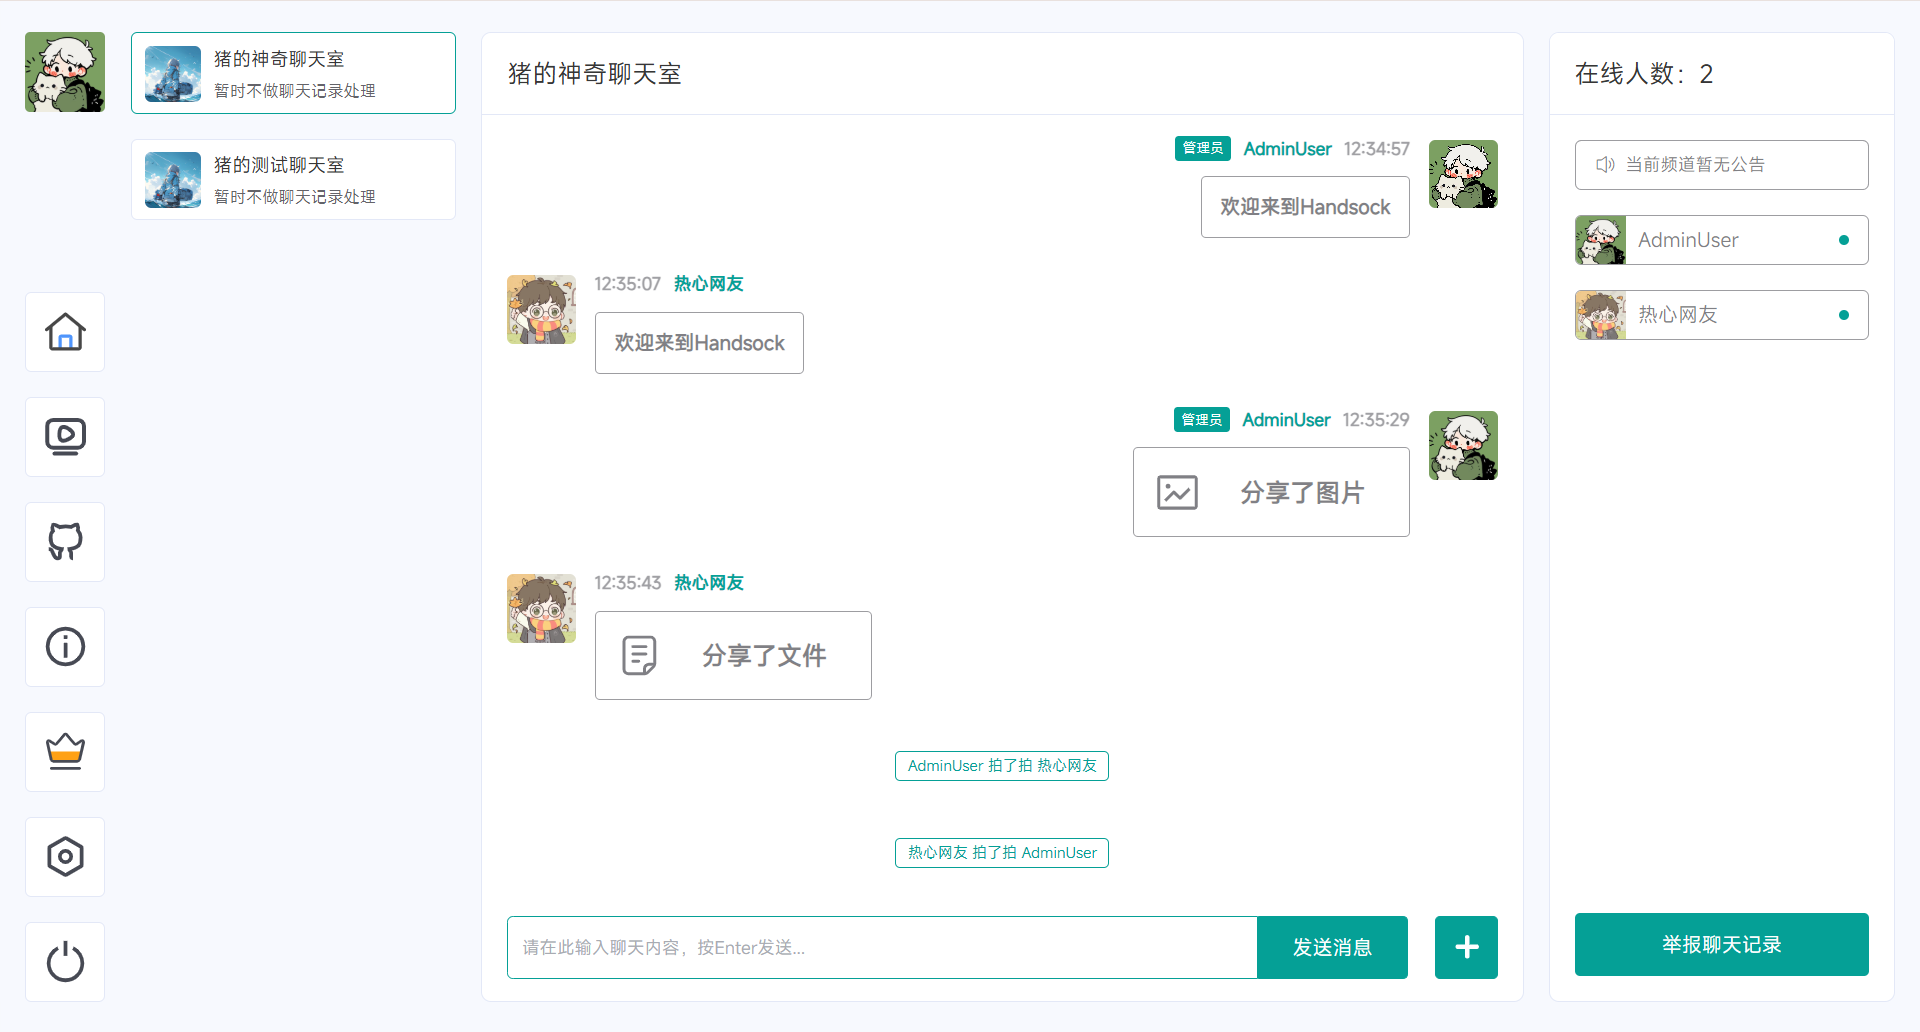 猪的神奇聊天室
暂时不做聊天记录处理
猪的测试聊天室
暂时不做聊天记录处理
猪的神奇聊天室
管理员 AdminUser 12:34:57
欢迎来到Handsock
12:35:07 热心网友
欢迎来到Handsock
管理员 AdminUser 12:35:29
分享了图片
12:35:43 热心网友
分享了文件
AdminUser 拍了拍 热心网友
热心网友 拍了拍 AdminUser
请在此输入聊天内容，按Enter发送...
发送消息
在线人数：2
当前频道暂无公告
AdminUser
热心网友
举报聊天记录